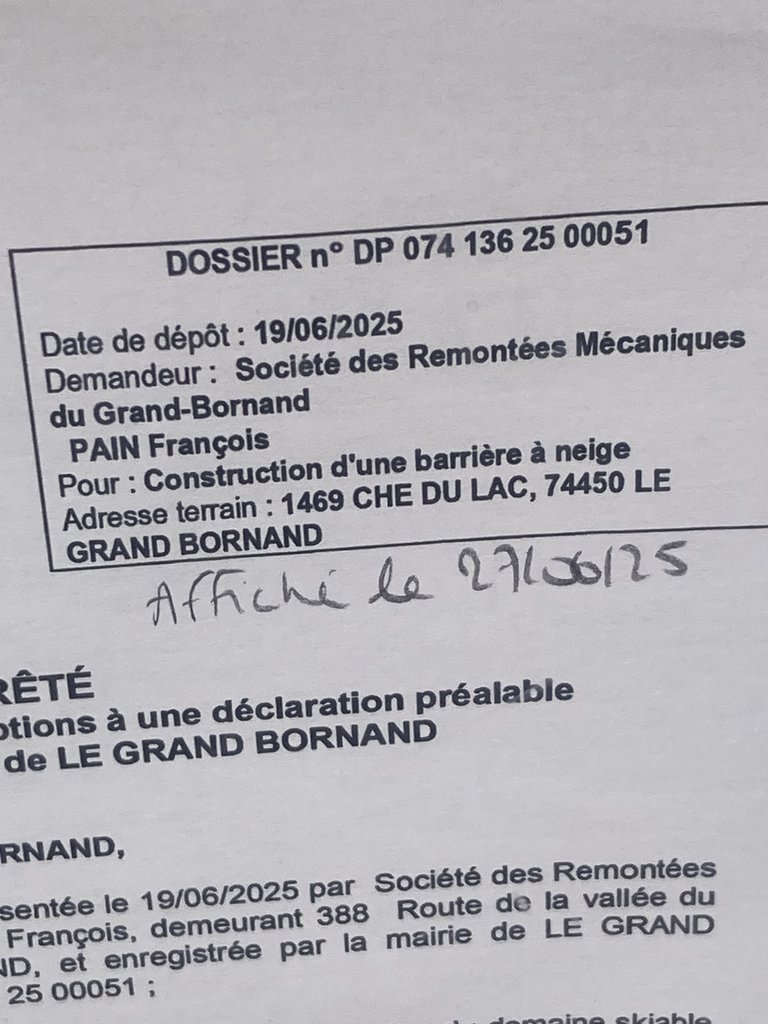 DOSSIER n° DP 074 136 25 00051
Date de dépôt : 19/06/2025
Demandeur : Société des Remontées Mécaniques
du Grand-Bornand
PAIN François
Pour : Construction d'une barrière à neige
Adresse terrain : 1469 CHE DU LAC, 74450 LE
GRAND BORNAND
Affiché le 27/06/25
RÊTÉ
otions à une déclaration préalable
de LE GRAND BORNAND
RNAND,
sentée le 19/06/2025 par Société des Remontées
François, demeurant 388 Route de la vallée du
ND, et enregistrée par la mairie de LE GRAND
25 00051 ;
domaine skiable